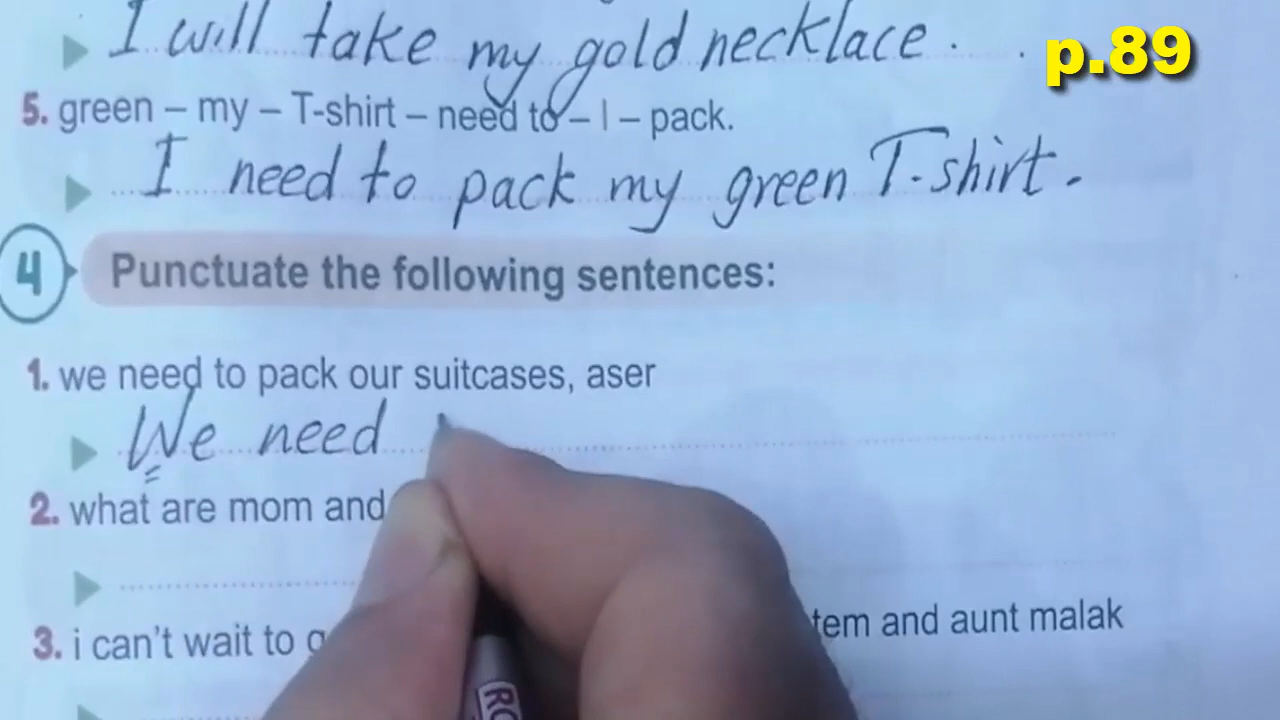 I will take my gold necklace.
p.89
5. green – my – T-shirt – need to – I – pack.
I need to pack my green T-shirt.
4 Punctuate the following sentences:
1. we need to pack our suitcases, aser
We need
2. what are mom and
3. i can't wait to and aunt malak